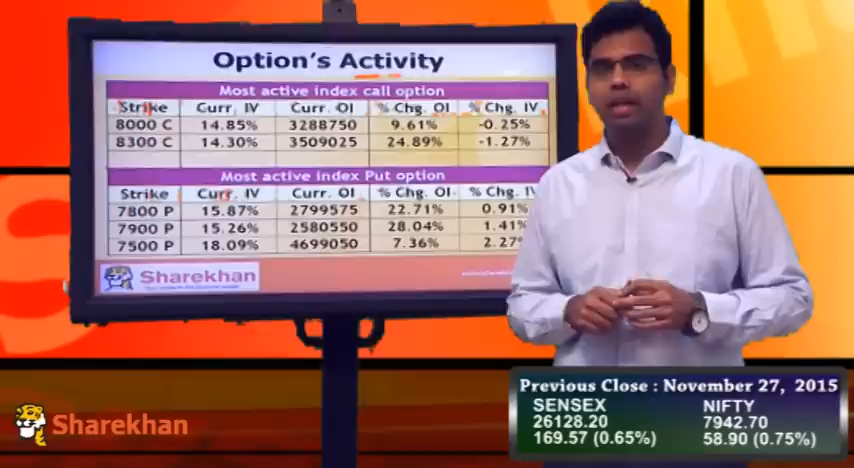 Option's Activity
Most active index call option
Strike Curr. IV Curr. OI % Chg. OI % Chg. IV
8000 C 14.85% 3288750 9.61% -0.25%
8300 C 14.30% 3509025 24.89% -1.27%
Most active index Put option
Strike Curr. IV Curr. OI % Chg. OI % Chg. IV
7800 P 15.87% 2799575 22.71% 0.91%
7900 P 15.26% 2580550 28.04% 1.41%
7500 P 18.09% 4699050 7.36% 2.27%
Sharekhan
Previous Close : November 27, 2015
SENSEX NIFTY
26128.20 7942.70
169.57 (0.65%) 58.90 (0.75%)
Sharekhan